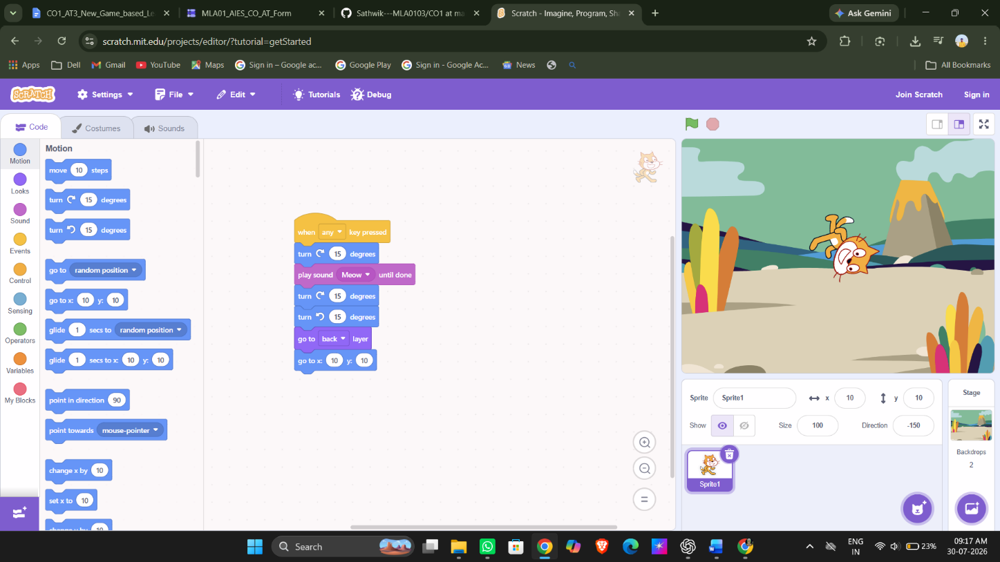 CO1_AT3_New_Game_based_Le
MLA01_AIES_CO_AT_Form
Sathwik---MLA0103/CO1 at ma
Scratch - Imagine, Program, Sha
Ask Gemini
scratch.mit.edu/projects/editor/?tutorial=getStarted
Apps
Dell
Gmail
YouTube
Maps
Sign in – Google ac...
Google Play
Sign in - Google Ac...
News
All Bookmarks
SCRATCH
Settings
File
Edit
Tutorials
Debug
Join Scratch
Sign in
Code
Costumes
Sounds
Motion
Looks
Sound
Events
Control
Sensing
Operators
Variables
My Blocks
Motion
move 10 steps
turn 15 degrees
turn 15 degrees
go to random position
go to x: 10 y: 10
glide 1 secs to random position
glide 1 secs to x: 10 y: 10
point in direction 90
point towards mouse-pointer
change x by 10
set x to 10
change y by 10
when any key pressed
turn 15 degrees
play sound Meow until done
turn 15 degrees
turn 15 degrees
go to back layer
go to x: 10 y: 10
Sprite Sprite1 x 10 y 10
Show Size 100 Direction -150
Sprite1
Stage
Backdrops
2
Search
ENG
IN
23%
09:17 AM
30-07-2026